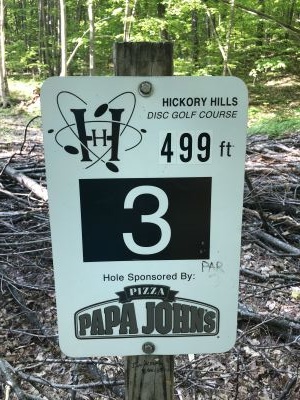 HICKORY HILLS
DISC GOLF COURSE
H H
499 ft
3
PAR
Hole Sponsored By:
PIZZA
PAPA JOHNS